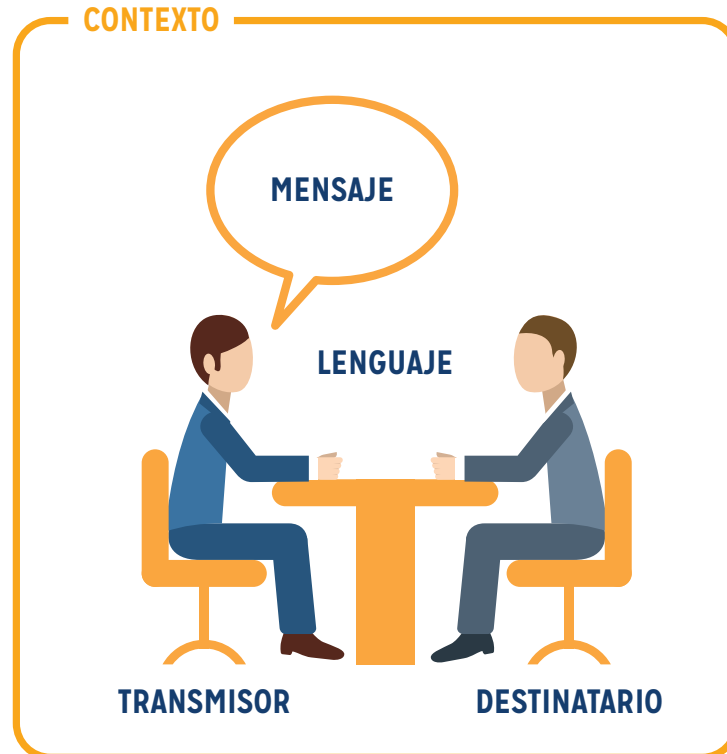 CONTEXTO
MENSAJE
LENGUAJE
TRANSMISOR
DESTINATARIO